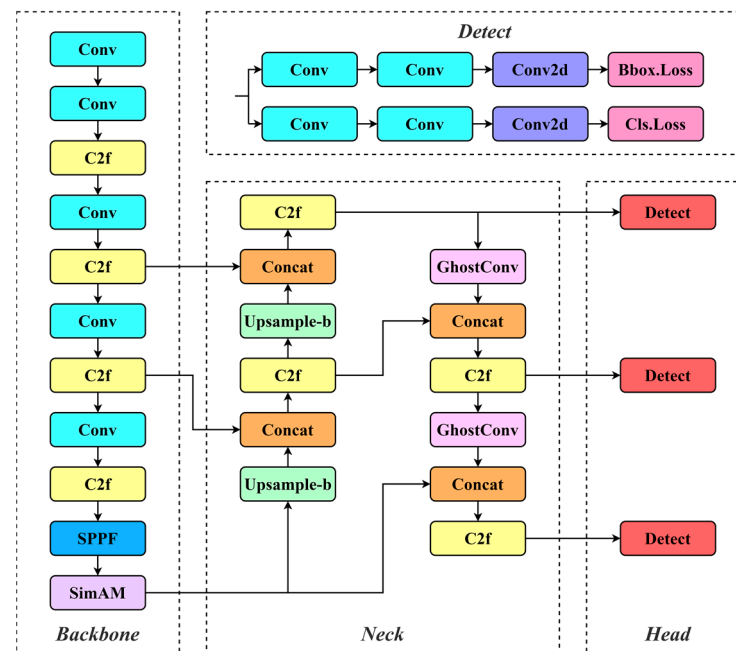 Conv
Conv
C2f
Conv
C2f
Conv
C2f
Conv
C2f
SPPF
SimAM
Backbone
Detect
Conv Conv Conv2d Bbox.Loss
Conv Conv Conv2d Cls.Loss
C2f
Concat
Upsample-b
C2f
Concat
Upsample-b
GhostConv
Concat
C2f
GhostConv
Concat
C2f
Neck
Detect
Detect
Detect
Head